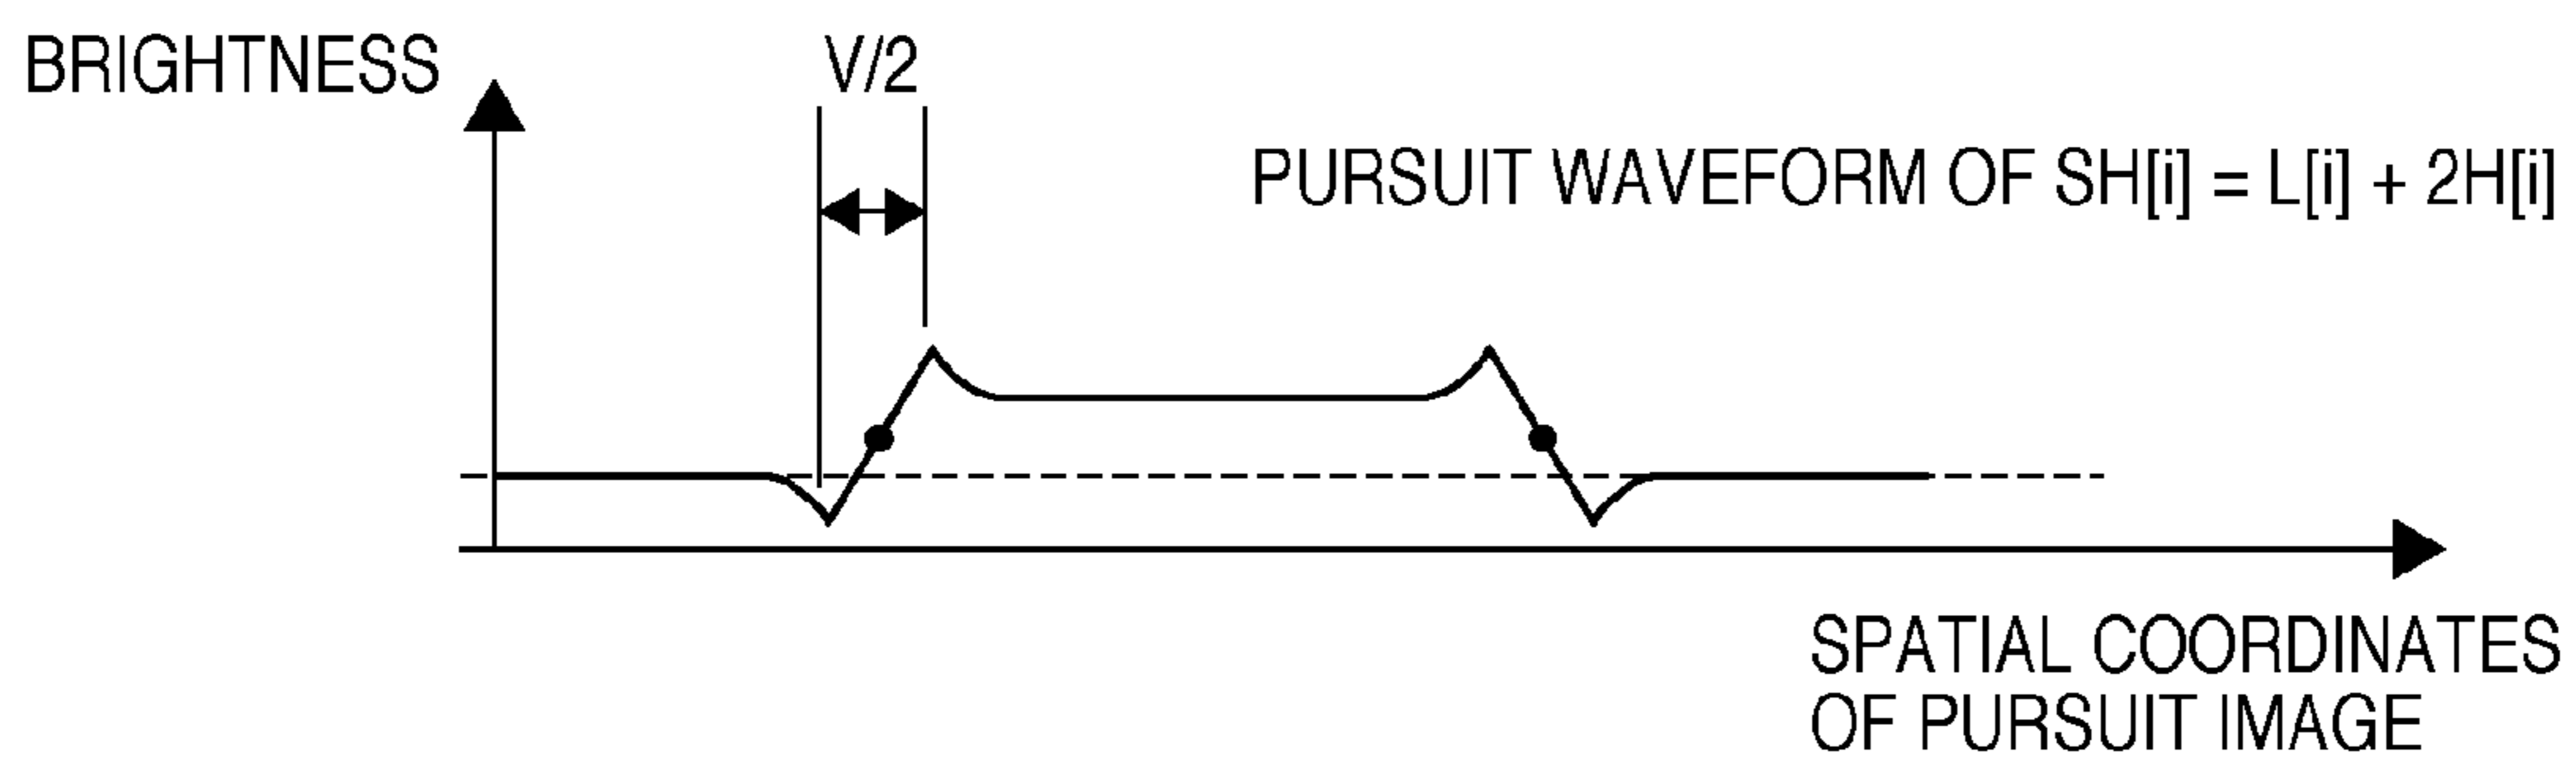 BRIGHTNESS
V/2
PURSUIT WAVEFORM OF SH[i] = L[i] + 2H[i]
SPATIAL COORDINATES
OF PURSUIT IMAGE